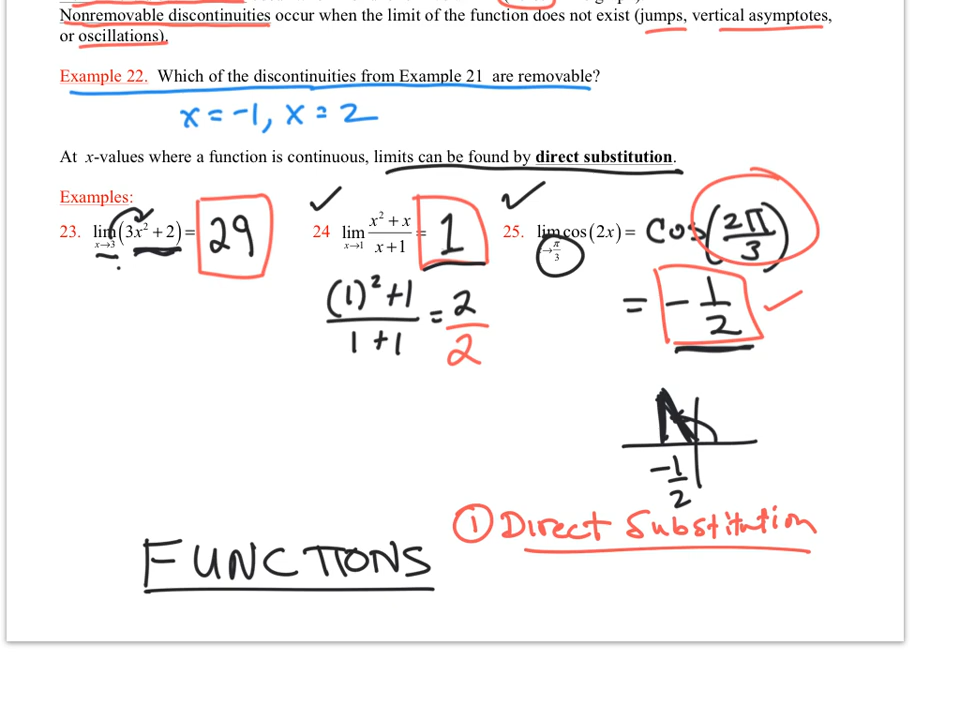 Nonremovable discontinuities occur when the limit of the function does not exist (jumps, vertical asymptotes,
or oscillations).
Example 22. Which of the discontinuities from Example 21 are removable?
x = -1, x = 2
At x-values where a function is continuous, limits can be found by direct substitution.
Examples:
23. lim x→3 (3x² + 2) = 29
24 lim x→1 (x² + x)/(x + 1) = 1
(1)² + 1 / 1 + 1 = 2/2
25. lim →π/3 cos(2x) = cos(2π/3)
= -1/2
-1/2
① Direct Substitution
FUNCTIONS